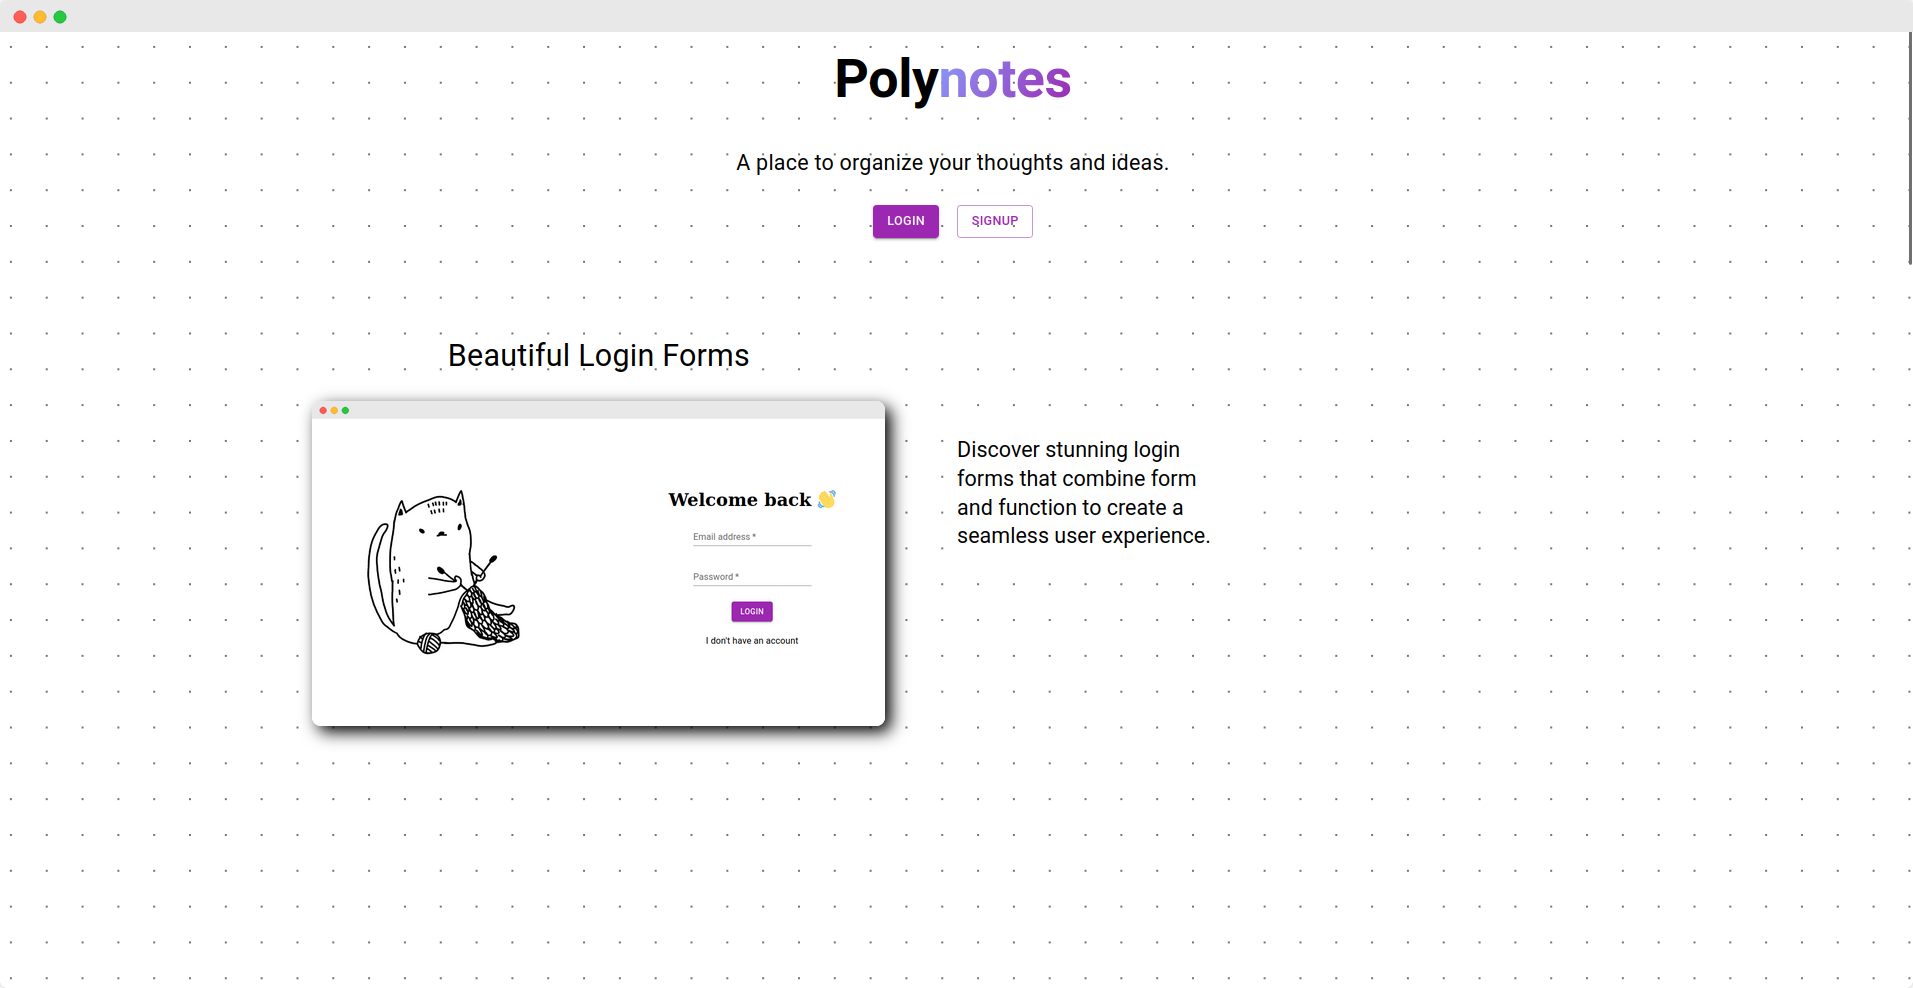 Polynotes
A place to organize your thoughts and ideas.
LOGIN SIGNUP
Beautiful Login Forms
Welcome back 👋
Email address *
Password *
LOGIN
I don't have an account
Discover stunning login
forms that combine form
and function to create a
seamless user experience.